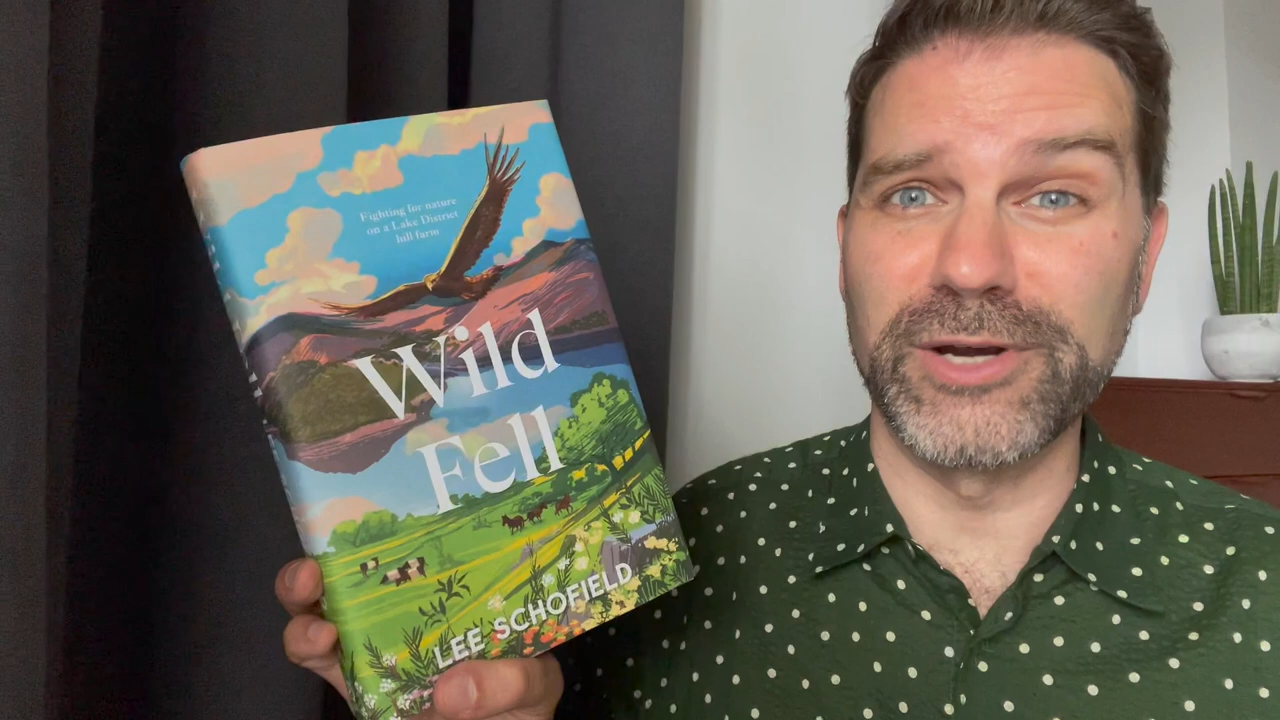 Fighting for nature
on a Lake District
hill farm
Wild
Fell
LEE SCHOFIELD